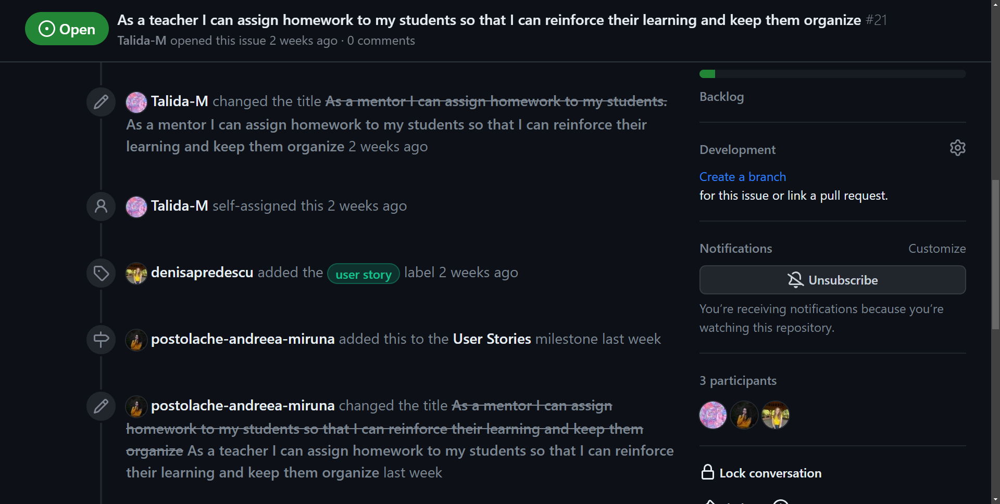 Open
As a teacher I can assign homework to my students so that I can reinforce their learning and keep them organize #21
Talida-M opened this issue 2 weeks ago · 0 comments
Talida-M changed the title As a mentor I can assign homework to my students.
As a mentor I can assign homework to my students so that I can reinforce their
learning and keep them organize 2 weeks ago
Talida-M self-assigned this 2 weeks ago
denisapredescu added the user story label 2 weeks ago
postolache-andreea-miruna added this to the User Stories milestone last week
postolache-andreea-miruna changed the title As a mentor I can assign
homework to my students so that I can reinforce their learning and keep them
organize As a teacher I can assign homework to my students so that I can reinforce
their learning and keep them organize last week
Backlog
Development
Create a branch
for this issue or link a pull request.
Notifications
Customize
Unsubscribe
You’re receiving notifications because you’re
watching this repository.
3 participants
Lock conversation